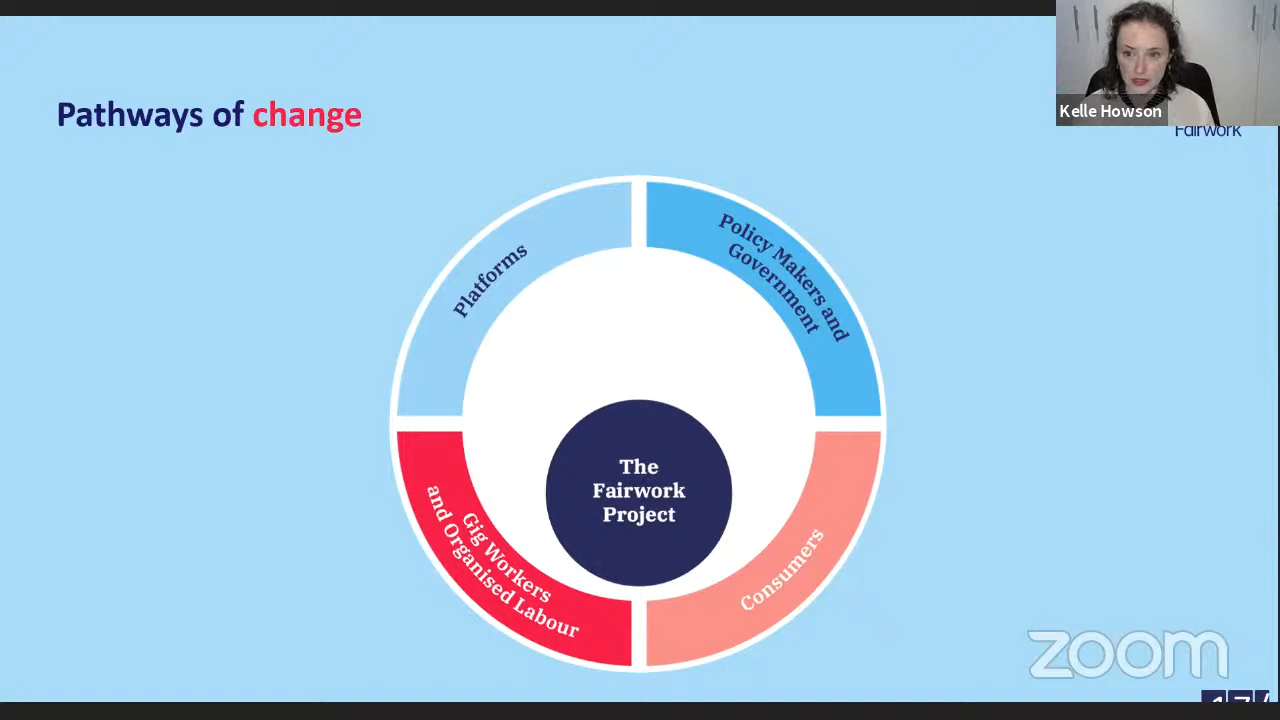 Pathways of change
Kelle Howson
Fairwork
Platforms
Policy Makers and
Government
The
Fairwork
Project
Gig Workers
and Organised Labour
Consumers
zoom